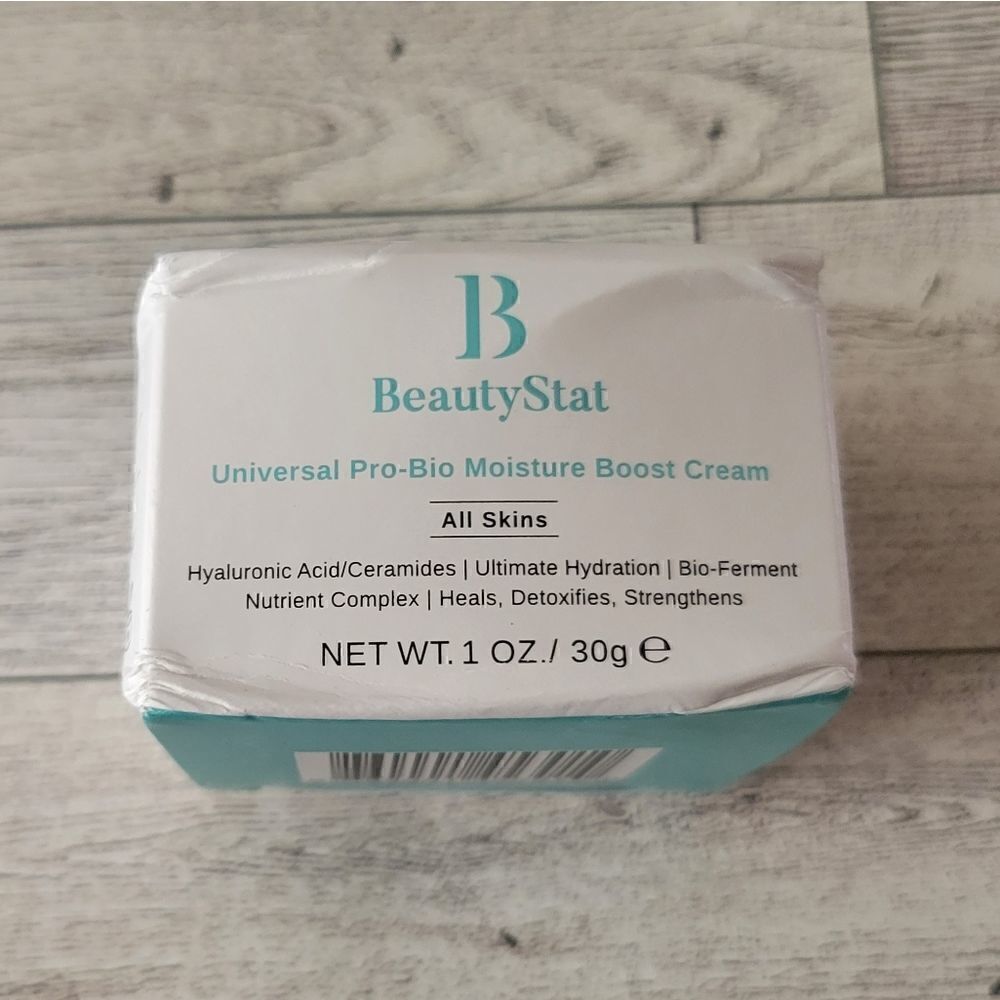 B
BeautyStat
Universal Pro-Bio Moisture Boost Cream
All Skins
Hyaluronic Acid/Ceramides | Ultimate Hydration | Bio-Ferment
Nutrient Complex | Heals, Detoxifies, Strengthens
NET WT. 1 OZ./ 30g ℮